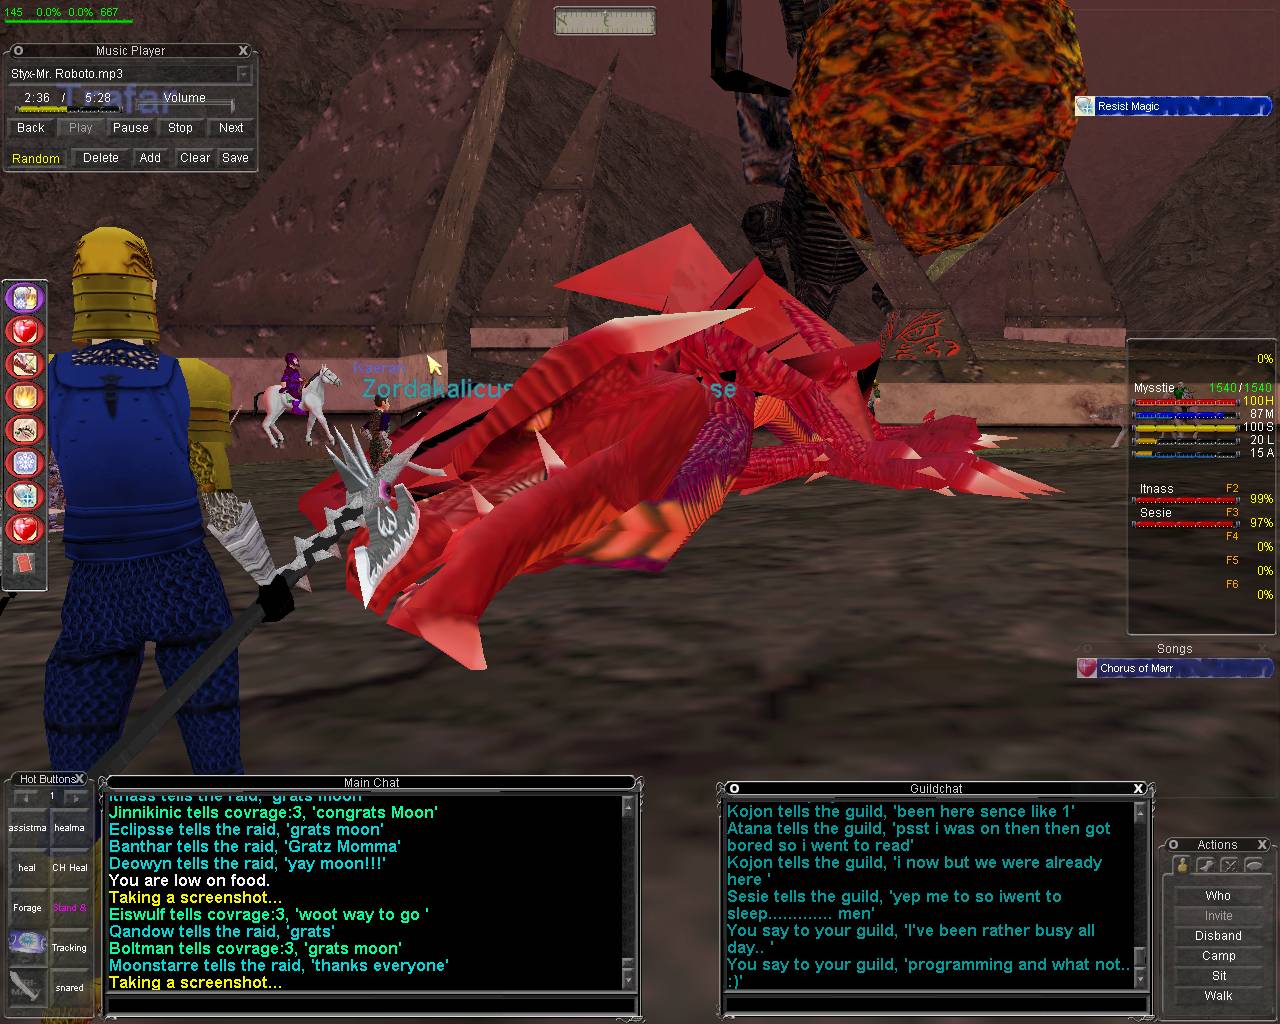 145 0.0% 0.0% 667
O Music Player X
Styx-Mr. Roboto.mp3
2:36 / 5:28 Volume
Back Play Pause Stop Next
Random Delete Add Clear Save
Resist Magic
Kaeran
Zordakalicus
se
0%
Mysstie 1540/1540
100H
87M
100S
20 L
15 A
Itnass F2
99%
Sesie F3
97%
F4
0%
F5
0%
F6
0%
Songs
Chorus of Marr
Hot Buttons X
1
assistma healma
heal CH Heal
Forage Stand &
Tracking
snared
Main Chat
Itnass tells the raid, 'grats moon'
Jinnikinic tells covrage:3, 'congrats Moon'
Eclipsse tells the raid, 'grats moon'
Banthar tells the raid, 'Gratz Momma'
Deowyn tells the raid, 'yay moon!!!'
You are low on food.
Taking a screenshot...
Eiswulf tells covrage:3, 'woot way to go '
Qandow tells the raid, 'grats'
Boltman tells covrage:3, 'grats moon'
Moonstarre tells the raid, 'thanks everyone'
Taking a screenshot...
O Guildchat X
Kojon tells the guild, 'been here sence like 1'
Atana tells the guild, 'psst i was on then then got
bored so i went to read'
Kojon tells the guild, 'i now but we were already
here '
Sesie tells the guild, 'yep me to so iwent to
sleep............. men'
You say to your guild, 'I've been rather busy all
day.. '
You say to your guild, 'programming and what not..
:)'
O Actions X
Who
Invite
Disband
Camp
Sit
Walk